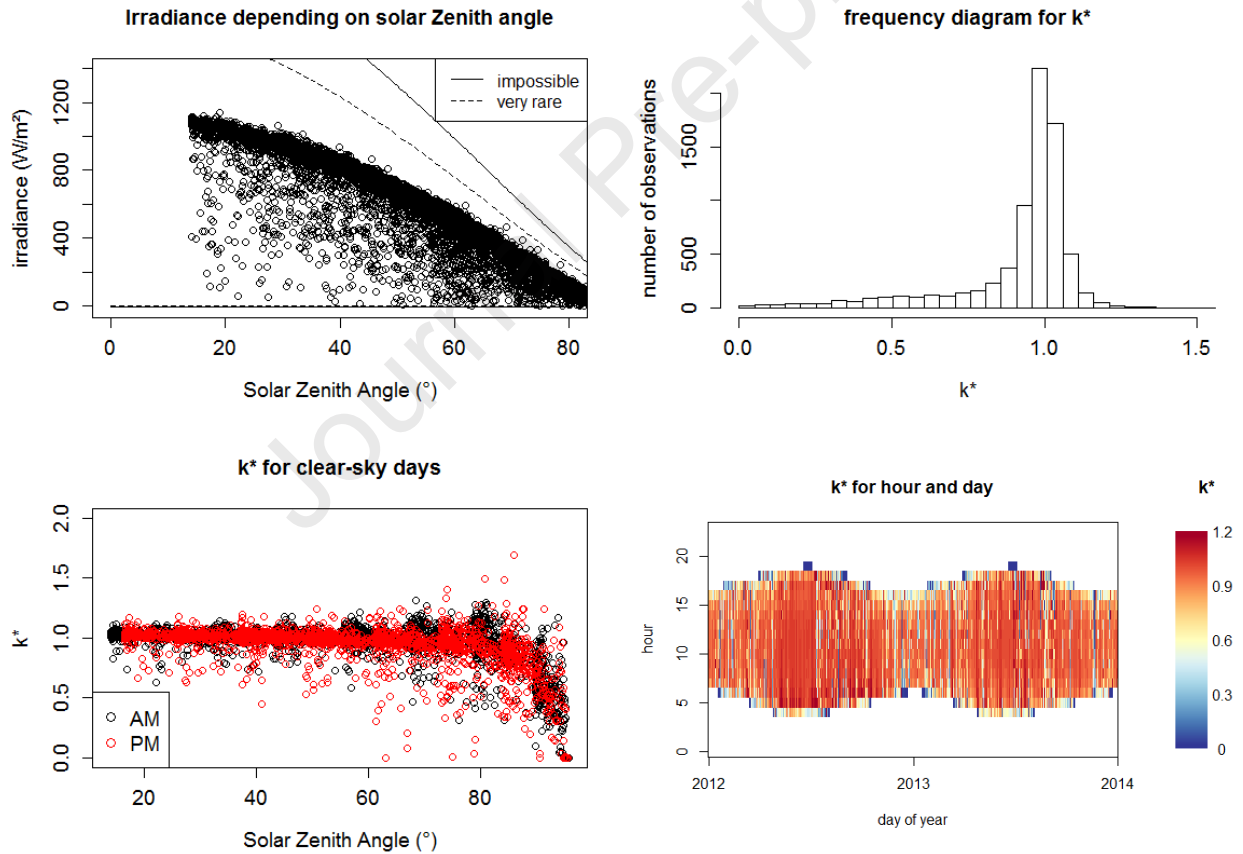 Irradiance depending on solar Zenith angle
irradiance (W/m²)
0 400 800 1200
impossible
very rare
0 20 40 60 80
Solar Zenith Angle (°)
frequency diagram for k*
number of observations
0 500 1500
0.0 0.5 1.0 1.5
k*
Journal Pre-p
k* for clear-sky days
k*
0.0 0.5 1.0 1.5 2.0
AM
PM
20 40 60 80
Solar Zenith Angle (°)
k* for hour and day
hour
0 5 10 15 20
2012 2013 2014
day of year
k*
1.2
0.9
0.6
0.3
0